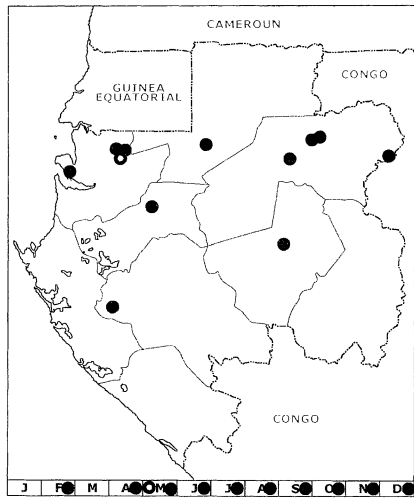 CAMEROUN
CONGO
GUINEA
EQUATORIAL
CONGO
J F M A M J J A S O N D